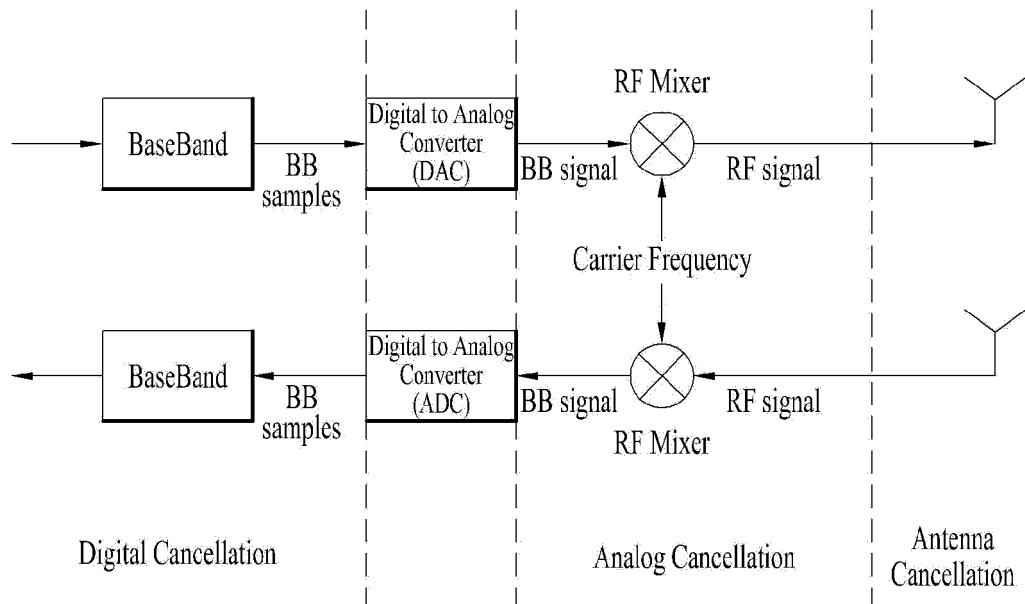 RF Mixer
BaseBand
BB
samples
Digital to Analog
Converter
(DAC)
BB signal
RF signal
Carrier Frequency
BaseBand
BB
samples
Digital to Analog
Converter
(ADC)
BB signal
RF signal
RF Mixer
Digital Cancellation
Analog Cancellation
Antenna
Cancellation